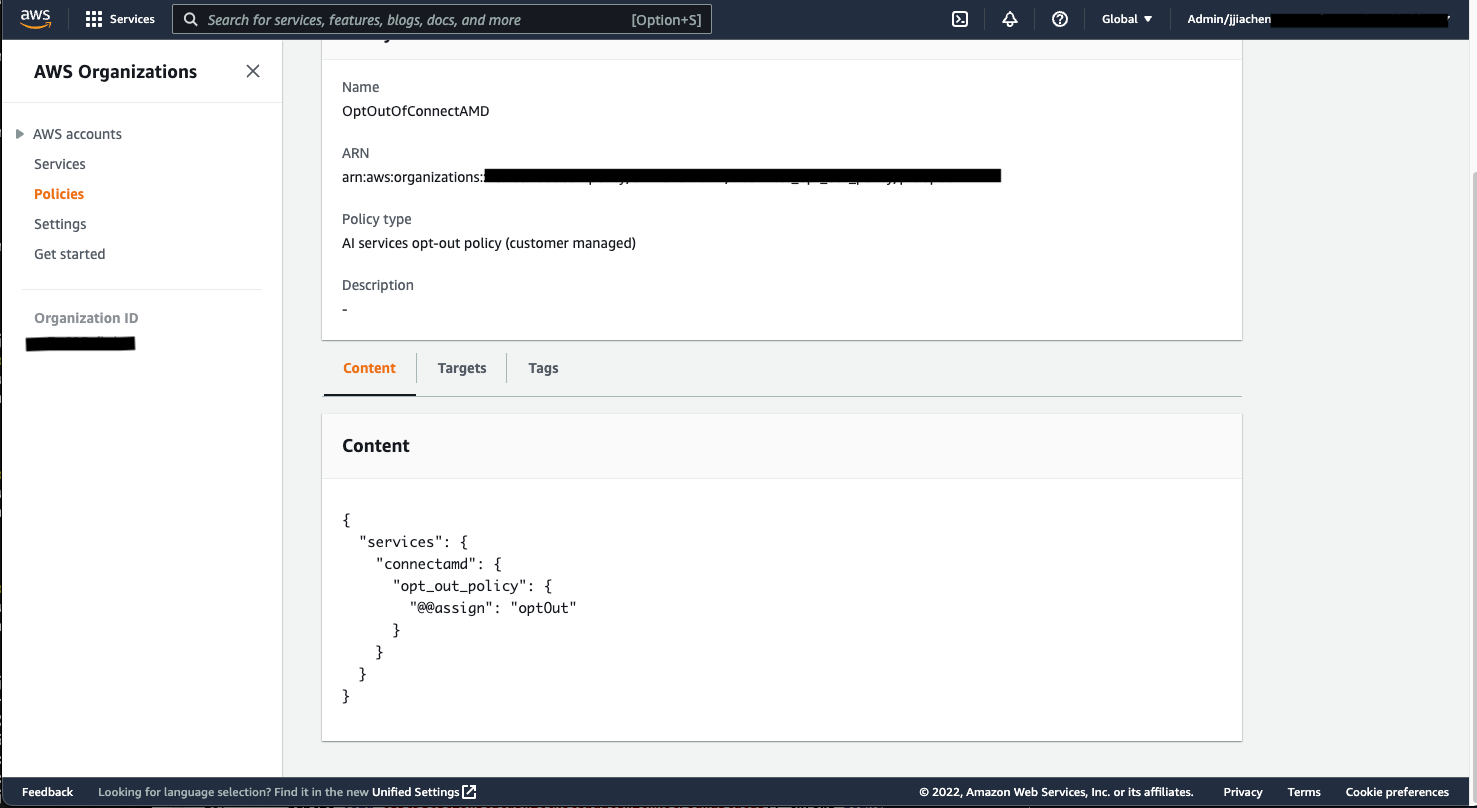 aws
Services
Search for services, features, blogs, docs, and more
[Option+S]
Global
Admin/jjiachen
AWS Organizations
AWS accounts
Services
Policies
Settings
Get started
Organization ID
Name
OptOutOfConnectAMD
ARN
arn:aws:organizations:
Policy type
AI services opt-out policy (customer managed)
Description
-
Content
Targets
Tags
Content
{
"services": {
"connectamd": {
"opt_out_policy": {
"@@assign": "optOut"
}
}
}
}
Feedback
Looking for language selection? Find it in the new Unified Settings
© 2022, Amazon Web Services, Inc. or its affiliates.
Privacy
Terms
Cookie preferences